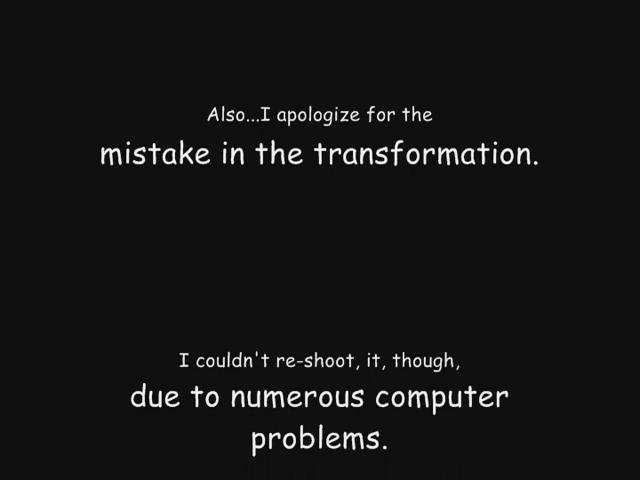 Also...I apologize for the
mistake in the transformation.
I couldn't re-shoot, it, though,
due to numerous computer
problems.